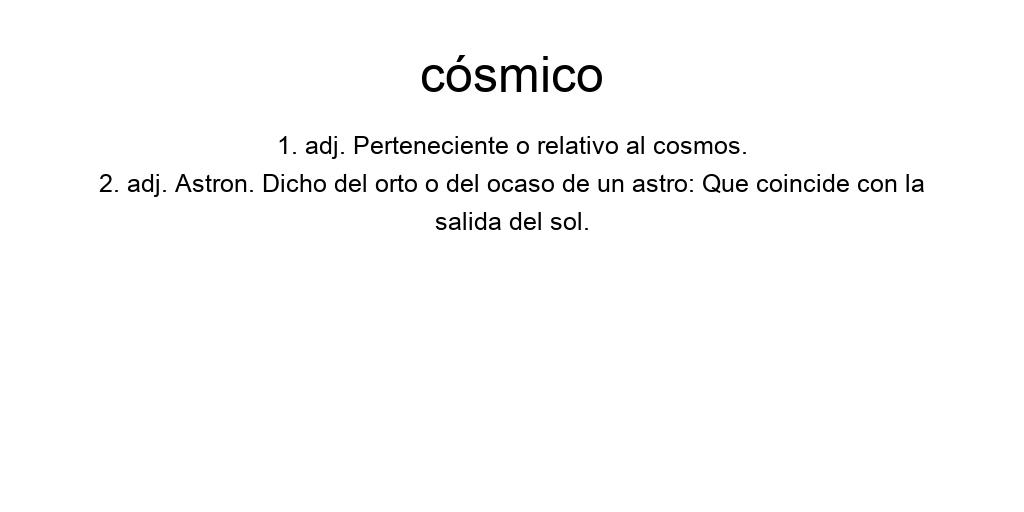 cósmico
1. adj. Perteneciente o relativo al cosmos.
2. adj. Astron. Dicho del orto o del ocaso de un astro: Que coincide con la
salida del sol.